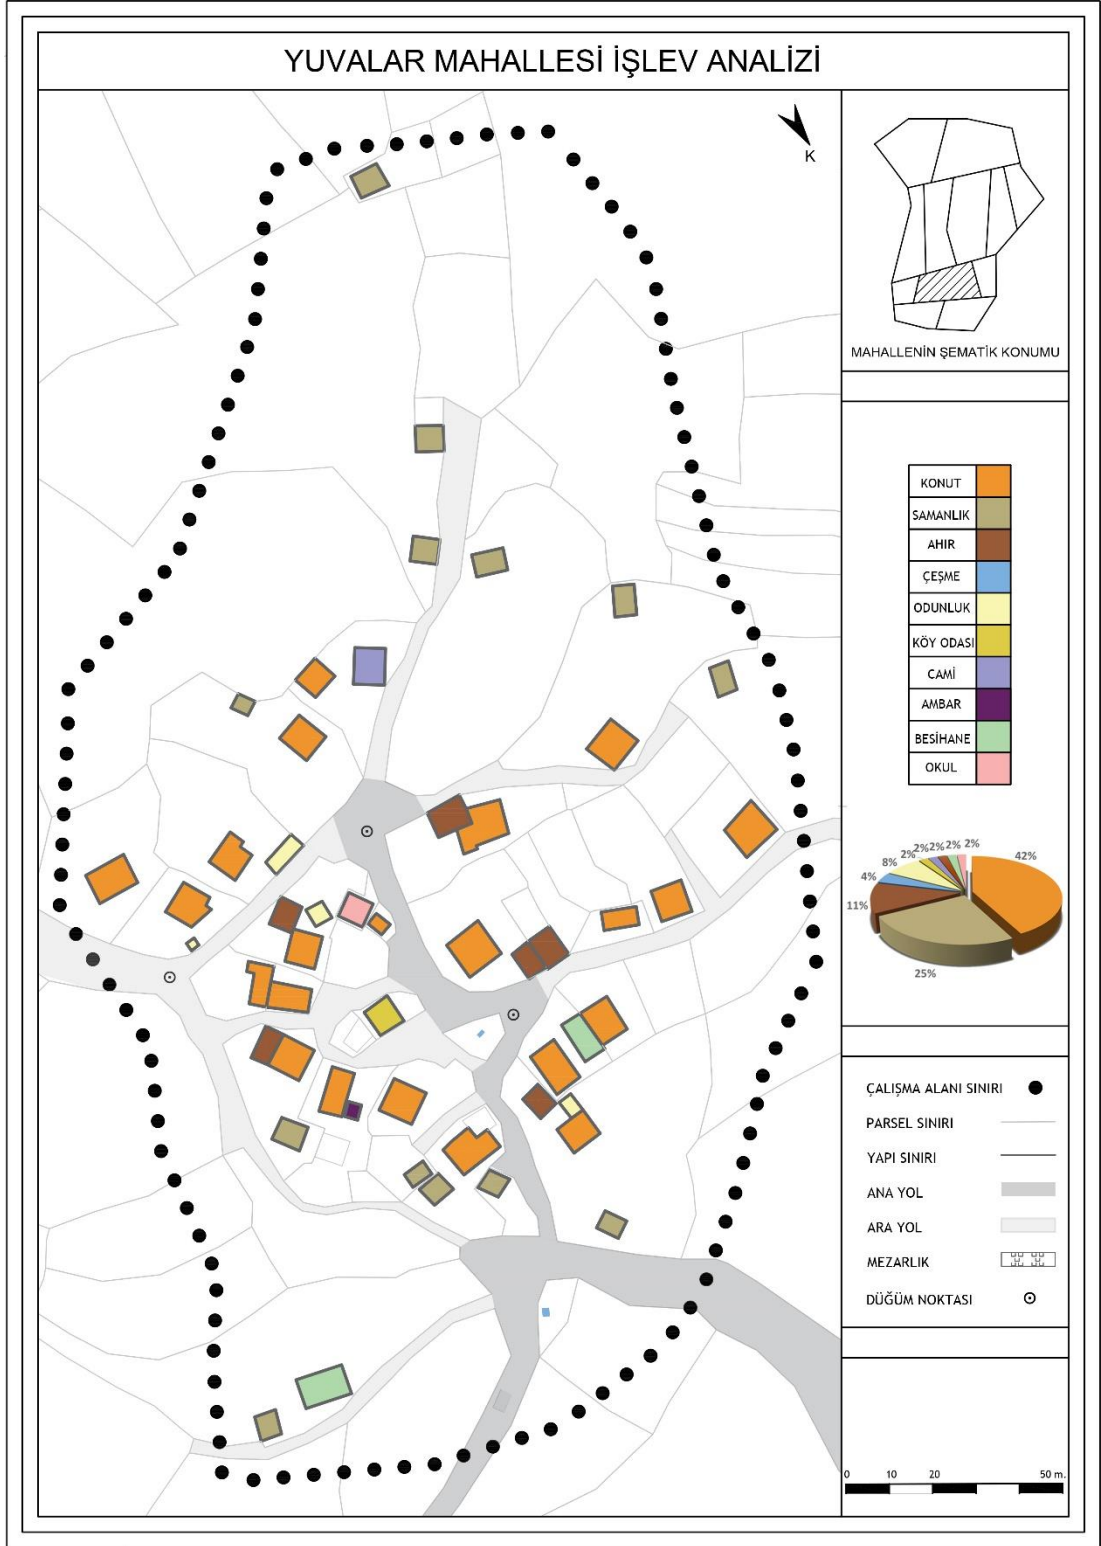 YUVALAR MAHALLESİ İŞLEV ANALİZİ
K
MAHALLENİN ŞEMATİK KONUMU
KONUT
SAMANLIK
AHIR
ÇEŞME
ODUNLUK
KÖY ODASI
CAMİ
AMBAR
BESİHANE
OKUL
42%
25%
11%
4%
8%
2%
2%
2%
2%
2%
ÇALIŞMA ALANI SINIRI
PARSEL SINIRI
YAPI SINIRI
ANA YOL
ARA YOL
MEZARLIK
DÜĞÜM NOKTASI
0 10 20 50 m.